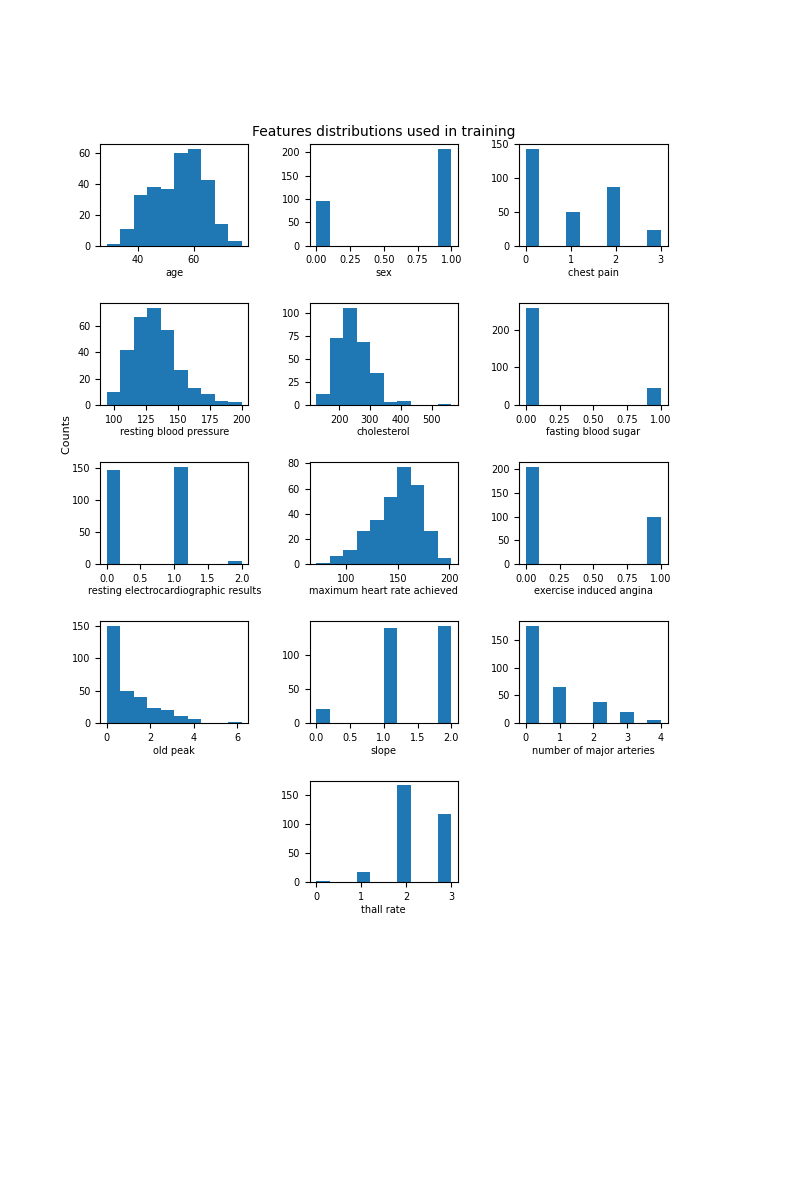 Features distributions used in training
60
40
20
0
40 60
age
200
150
100
50
0
0.00 0.25 0.50 0.75 1.00
sex
150
100
50
0
0 1 2 3
chest pain
60
40
20
0
100 125 150 175 200
resting blood pressure
100
75
50
25
0
200 300 400 500
cholesterol
200
100
0
0.00 0.25 0.50 0.75 1.00
fasting blood sugar
Counts
150
100
50
0
0.0 0.5 1.0 1.5 2.0
resting electrocardiographic results
80
60
40
20
0
100 150 200
maximum heart rate achieved
200
150
100
50
0
0.00 0.25 0.50 0.75 1.00
exercise induced angina
150
100
50
0
0 2 4 6
old peak
100
50
0
0.0 0.5 1.0 1.5 2.0
slope
150
100
50
0
0 1 2 3 4
number of major arteries
150
100
50
0
0 1 2 3
thall rate